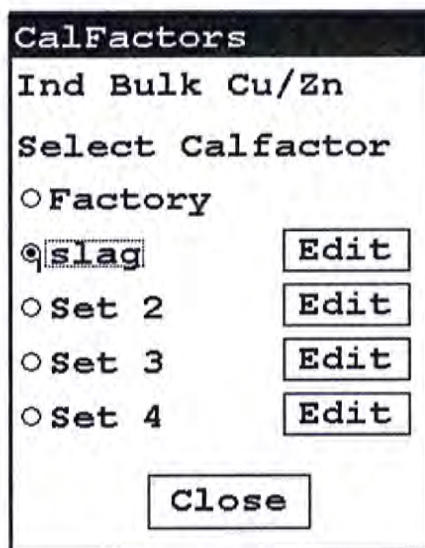 CalFactors
Ind Bulk Cu/Zn
Select Calfactor
Factory
slag Edit
Set 2 Edit
Set 3 Edit
Set 4 Edit
Close